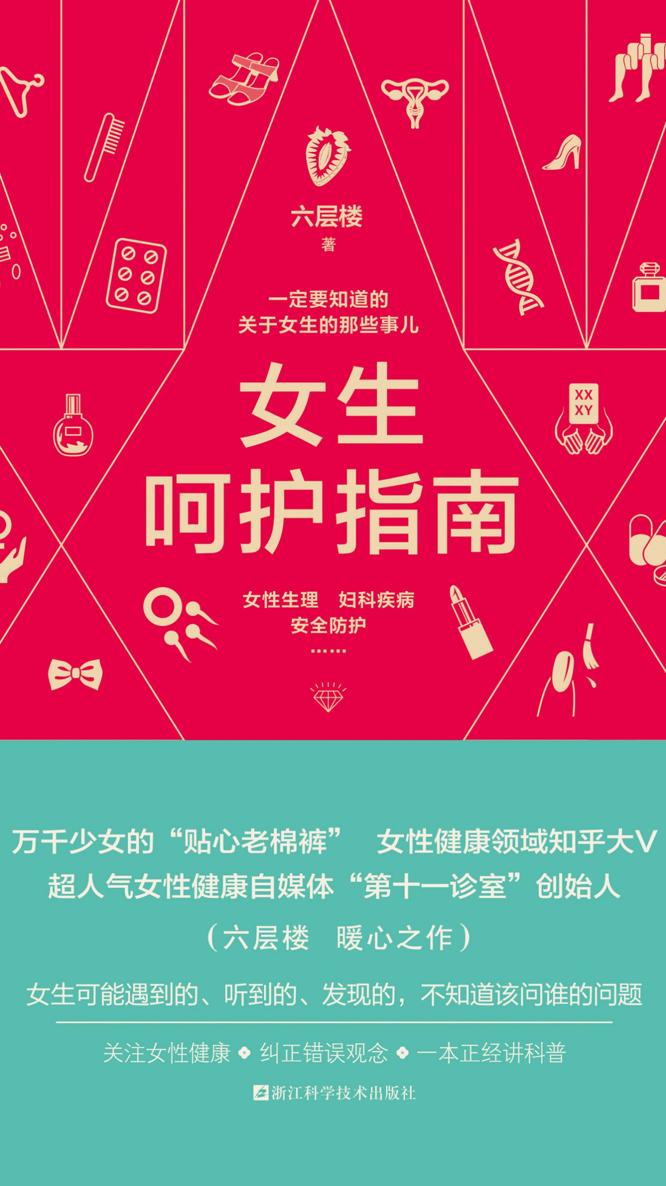 六层楼
著
一定要知道的
关于女生的那些事儿
女生
呵护指南
XX
XY
女性生理 妇科疾病
安全防护
……
万千少女的“贴心老棉裤” 女性健康领域知乎大V
超人气女性健康自媒体“第十一诊室”创始人
(六层楼 暖心之作)
女生可能遇到的、听到的、发现的，不知道该问谁的问题
关注女性健康 纠正错误观念 一本正经讲科普
浙江科学技术出版社